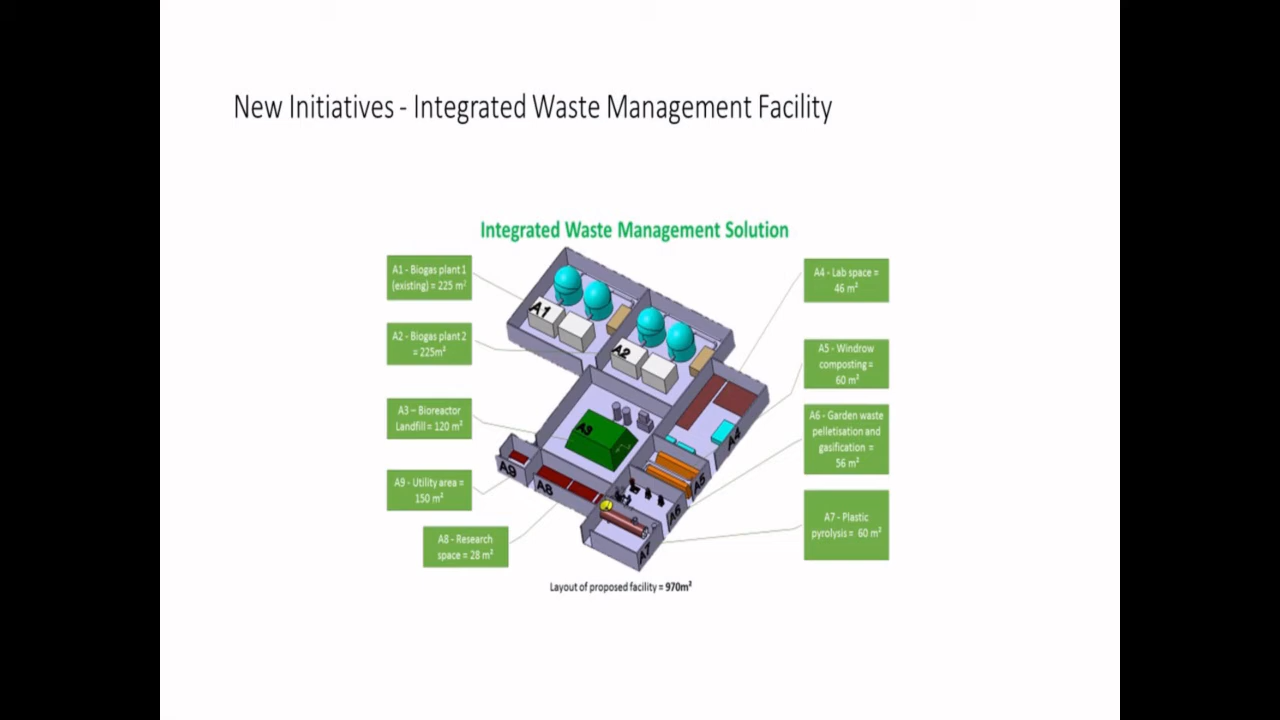 New Initiatives - Integrated Waste Management Facility
Integrated Waste Management Solution
A1 - Biogas plant 1
(existing) = 225 m²
A2 - Biogas plant 2
= 225m²
A3 – Bioreactor
Landfill = 120 m²
A9 - Utility area =
150 m²
A8 - Research
space = 28 m²
A4 - Lab space =
46 m²
A5 - Windrow
composting =
60 m²
A6 - Garden waste
pelletisation and
gasification =
56 m²
A7 - Plastic
pyrolysis = 60 m²
A1
A2
A3
A4
A5
A6
A7
A8
A9
Layout of proposed facility = 970m²